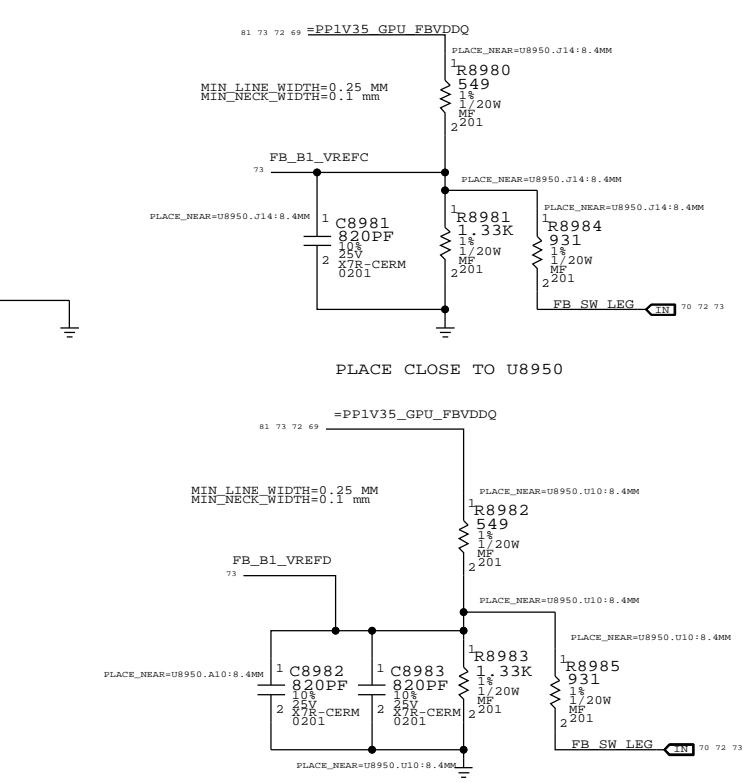 81 73 72 69 =PP1V35_GPU_FBVDDQ
PLACE_NEAR=U8950.J14:8.4MM
1
R8980
549
1%
1/20W
MF
2 201
MIN_LINE_WIDTH=0.25 MM
MIN_NECK_WIDTH=0.1 mm
FB_B1_VREFC
73
PLACE_NEAR=U8950.J14:8.4MM
PLACE_NEAR=U8950.J14:8.4MM
1 C8981
820PF
10%
25V
2 X7R-CERM
0201
1
R8981
1.33K
1%
1/20W
MF
2 201
PLACE_NEAR=U8950.J14:8.4MM
1
R8984
931
1%
1/20W
MF
2 201
FB_SW_LEG IN 70 72 73
PLACE CLOSE TO U8950
=PP1V35_GPU_FBVDDQ
81 73 72 69
MIN_LINE_WIDTH=0.25 MM
MIN_NECK_WIDTH=0.1 mm
PLACE_NEAR=U8950.U10:8.4MM
1
R8982
549
1%
1/20W
MF
2 201
FB_B1_VREFD
73
PLACE_NEAR=U8950.U10:8.4MM
PLACE_NEAR=U8950.A10:8.4MM
1 C8982
820PF
10%
25V
2 X7R-CERM
0201
1 C8983
820PF
10%
25V
2 X7R-CERM
0201
1
R8983
1.33K
1%
1/20W
MF
2 201
PLACE_NEAR=U8950.U10:8.4MM
1
R8985
931
1%
1/20W
MF
2 201
FB_SW_LEG IN 70 72 73
PLACE_NEAR=U8950.U10:8.4MM